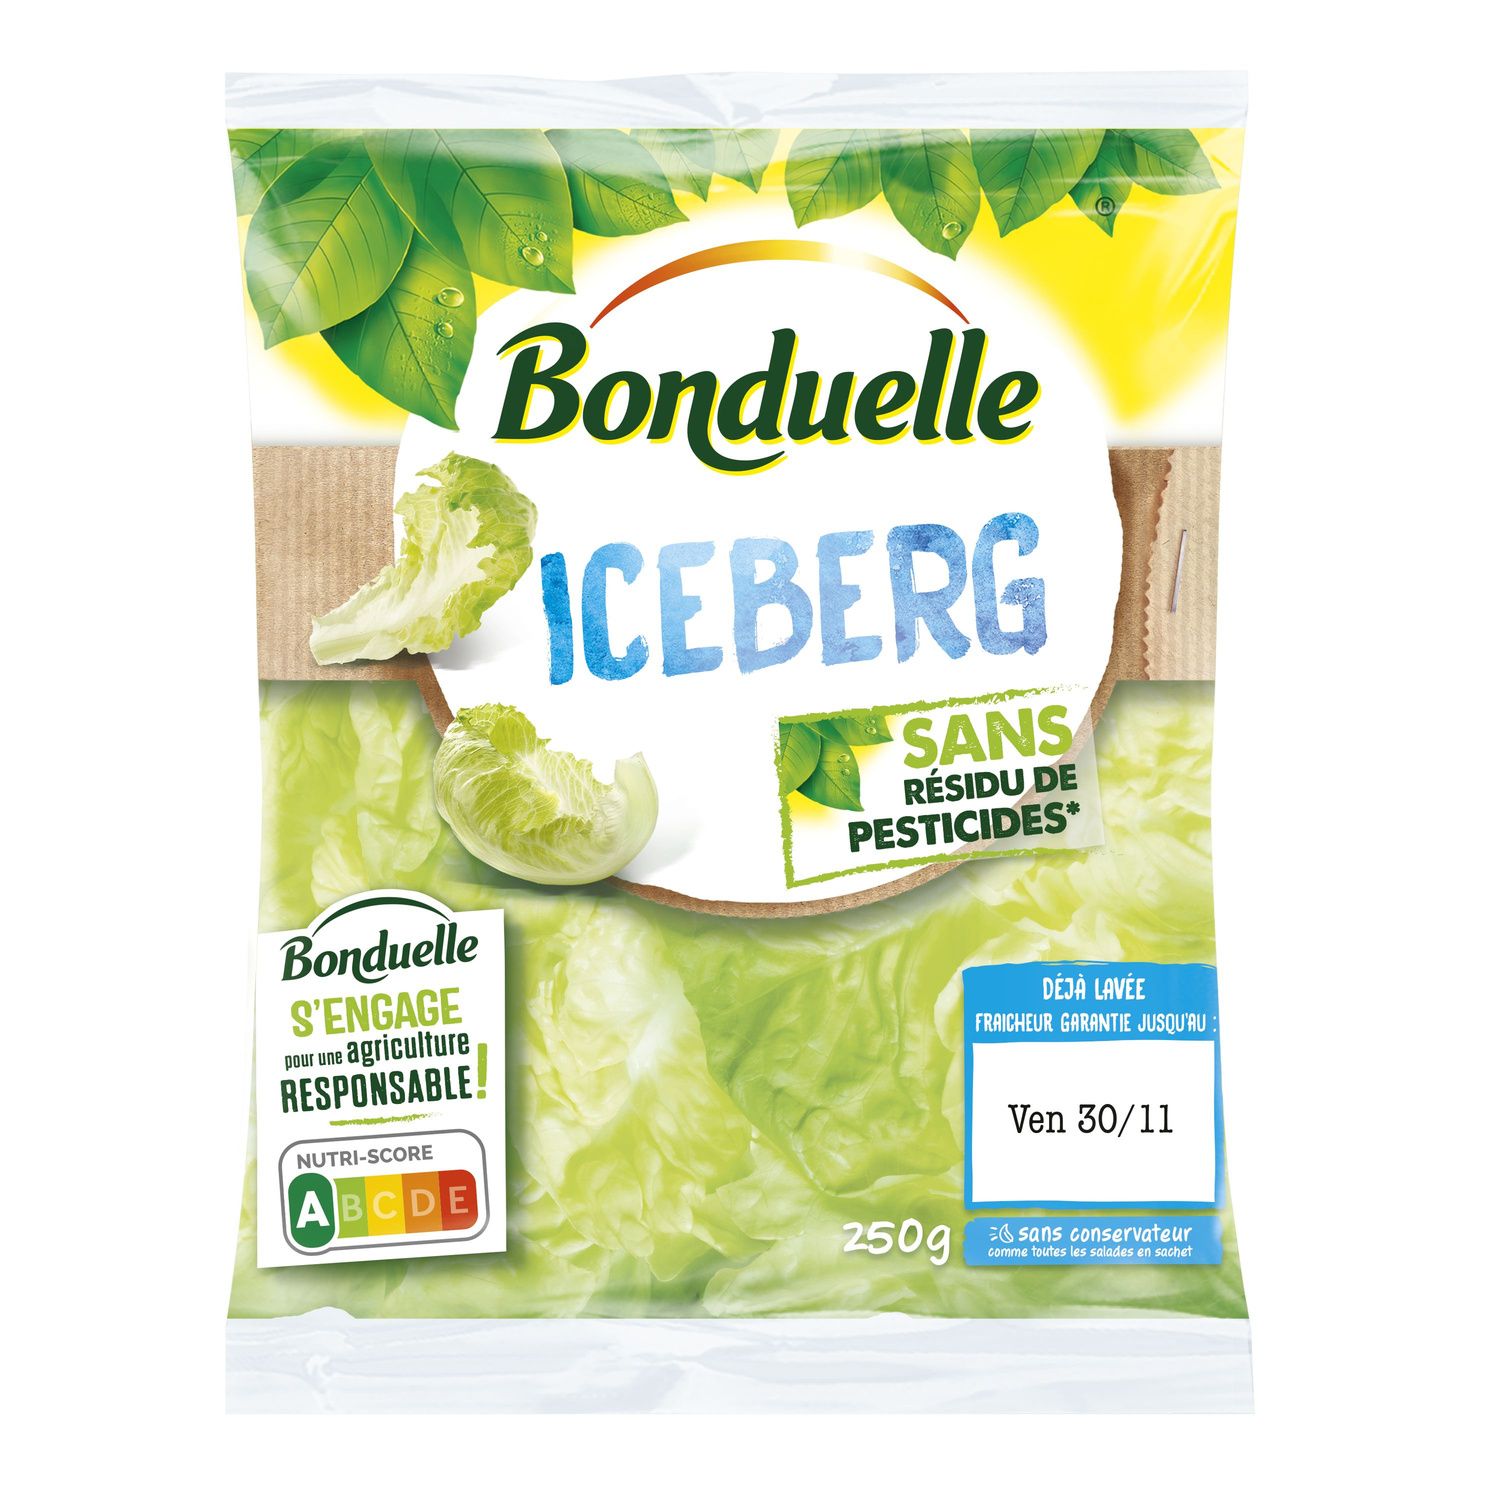 ®
Bonduelle
ICEBERG
SANS
RÉSIDU DE
PESTICIDES*
Bonduelle
S'ENGAGE
pour une agriculture
RESPONSABLE!
NUTRI-SCORE
A B C D E
DÉJÀ LAVÉE
FRAICHEUR GARANTIE JUSQU'AU :
Ven 30/11
250g
sans conservateur
comme toutes les salades en sachet